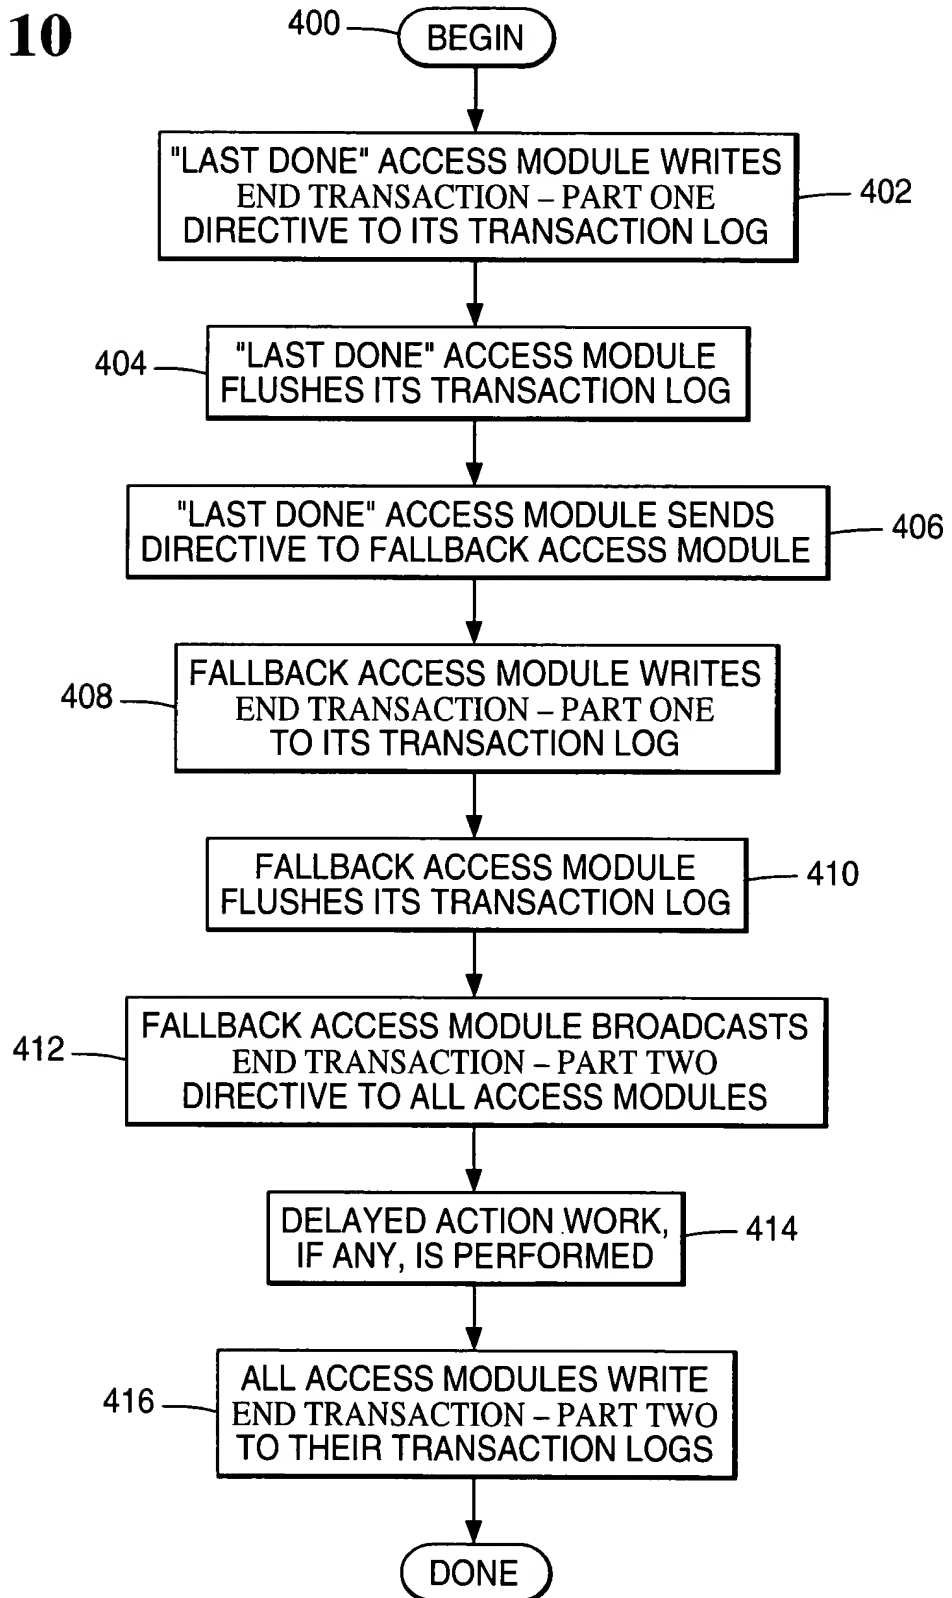 10
400
BEGIN
"LAST DONE" ACCESS MODULE WRITES
END TRANSACTION – PART ONE
DIRECTIVE TO ITS TRANSACTION LOG
402
404
"LAST DONE" ACCESS MODULE
FLUSHES ITS TRANSACTION LOG
"LAST DONE" ACCESS MODULE SENDS
DIRECTIVE TO FALLBACK ACCESS MODULE
406
408
FALLBACK ACCESS MODULE WRITES
END TRANSACTION – PART ONE
TO ITS TRANSACTION LOG
FALLBACK ACCESS MODULE
FLUSHES ITS TRANSACTION LOG
410
412
FALLBACK ACCESS MODULE BROADCASTS
END TRANSACTION – PART TWO
DIRECTIVE TO ALL ACCESS MODULES
DELAYED ACTION WORK,
IF ANY, IS PERFORMED
414
416
ALL ACCESS MODULES WRITE
END TRANSACTION – PART TWO
TO THEIR TRANSACTION LOGS
DONE